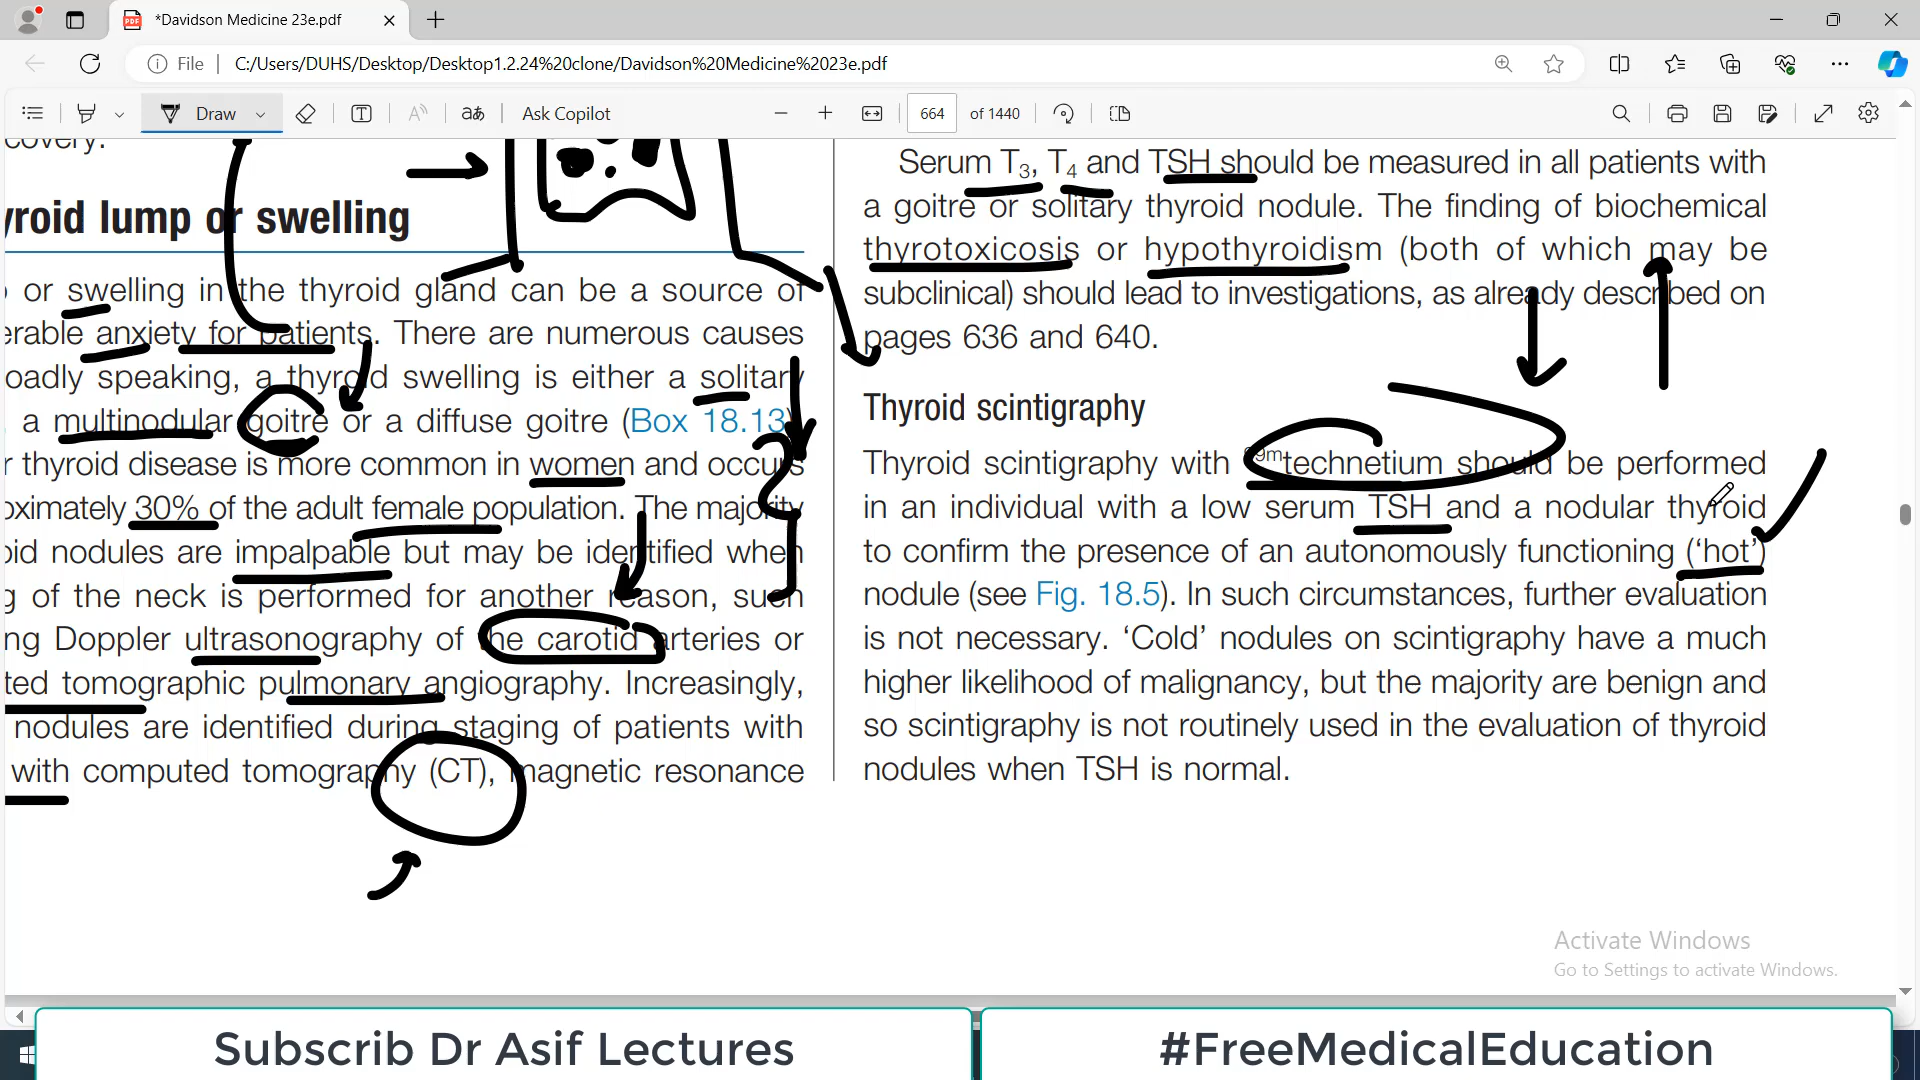 *Davidson Medicine 23e.pdf
File
C:/Users/DUHS/Desktop/Desktop1.2.24%20clone/Davidson%20Medicine%2023e.pdf
Draw
Ask Copilot
664 of 1440
covery.
yroid lump or swelling
or swelling in the thyroid gland can be a source of
erable anxiety for patients. There are numerous causes
oadly speaking, a thyroid swelling is either a solitary
a multinodular goitre or a diffuse goitre (Box 18.13)
r thyroid disease is more common in women and occurs
oximately 30% of the adult female population. The majority
oid nodules are impalpable but may be identified when
g of the neck is performed for another reason, such
ng Doppler ultrasonography of the carotid arteries or
ted tomographic pulmonary angiography. Increasingly,
nodules are identified during staging of patients with
with computed tomography (CT), magnetic resonance
Serum T3, T4 and TSH should be measured in all patients with
a goitre or solitary thyroid nodule. The finding of biochemical
thyrotoxicosis or hypothyroidism (both of which may be
subclinical) should lead to investigations, as already described on
pages 636 and 640.
Thyroid scintigraphy
Thyroid scintigraphy with 99mtechnetium should be performed
in an individual with a low serum TSH and a nodular thyroid
to confirm the presence of an autonomously functioning (‘hot’)
nodule (see Fig. 18.5). In such circumstances, further evaluation
is not necessary. ‘Cold’ nodules on scintigraphy have a much
higher likelihood of malignancy, but the majority are benign and
so scintigraphy is not routinely used in the evaluation of thyroid
nodules when TSH is normal.
Activate Windows
Go to Settings to activate Windows.
Subscrib Dr Asif Lectures
#FreeMedicalEducation